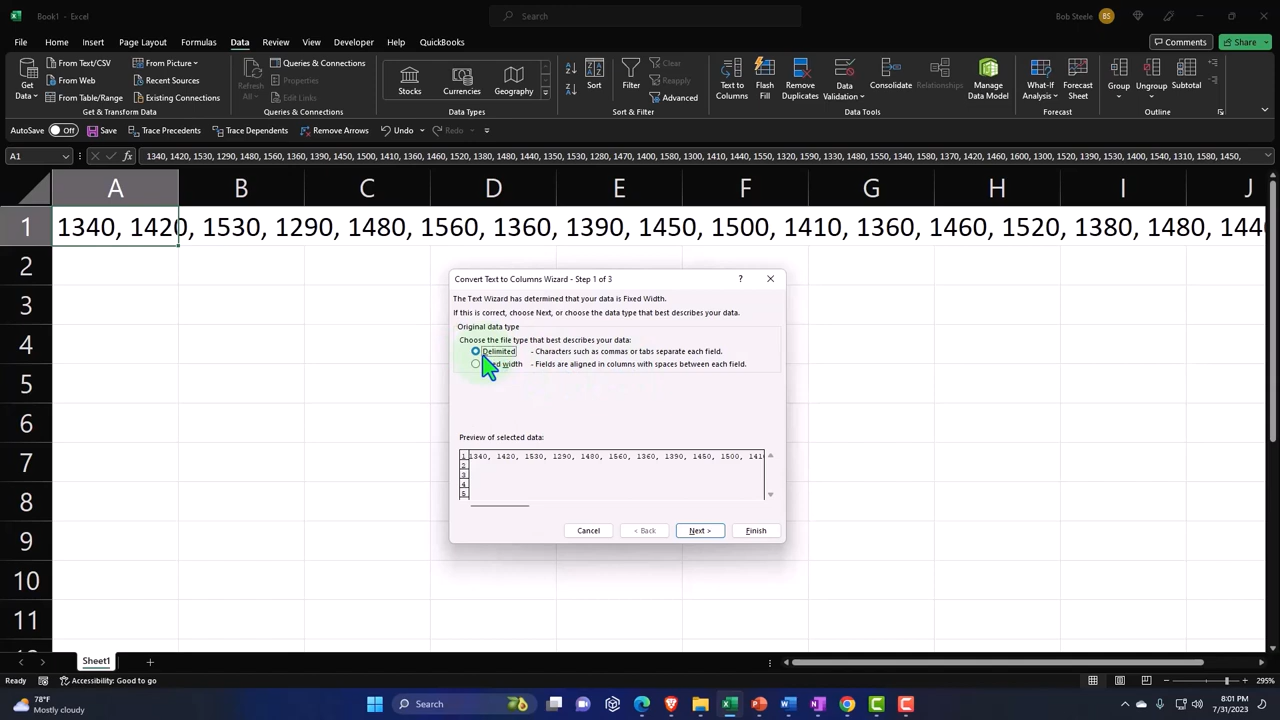 Book1 - Excel
Search
Bob Steele BS
File Home Insert Page Layout Formulas Data Review View Developer Help QuickBooks
Comments Share
Get Data
From Text/CSV
From Web
From Table/Range
From Picture
Recent Sources
Existing Connections
Get & Transform Data
Refresh All
Queries & Connections
Properties
Edit Links
Queries & Connections
Stocks
Currencies
Geography
Data Types
Sort
Filter
Clear
Reapply
Advanced
Sort & Filter
Text to Columns
Flash Fill
Remove Duplicates
Data Validation
Consolidate
Relationships
Manage Data Model
Data Tools
What-If Analysis
Forecast Sheet
Forecast
Group
Ungroup
Subtotal
Outline
AutoSave Off Save Trace Precedents Trace Dependents Remove Arrows Undo Redo
A1 fx 1340, 1420, 1530, 1290, 1480, 1560, 1360, 1390, 1450, 1500, 1410, 1360, 1460, 1520, 1380, 1480, 1440, 1350, 1530, 1280, 1470, 1400, 1580, 1300, 1410, 1440, 1550, 1320, 1490, 1330, 1480, 1550, 1340, 1580, 1370, 1420, 1460, 1600, 1320, 1390, 1530, 1400, 1540, 1310, 1580, 1450,
A B C D E F G H I J
1 1340, 1420, 1530, 1290, 1480, 1560, 1360, 1390, 1450, 1500, 1410, 1360, 1460, 1520, 1380, 1480, 144
2
3
4
5
6
7
8
9
10
11
Convert Text to Columns Wizard - Step 1 of 3 ?
The Text Wizard has determined that your data is Fixed Width.
If this is correct, choose Next, or choose the data type that best describes your data.
Original data type
Choose the file type that best describes your data:
Delimited - Characters such as commas or tabs separate each field.
width - Fields are aligned in columns with spaces between each field.
Preview of selected data:
1 1340, 1420, 1530, 1290, 1480, 1560, 1360, 1390, 1450, 1500, 141
2
3
4
5
Cancel < Back Next > Finish
Sheet1
Ready Accessibility: Good to go 295%
78°F
Mostly cloudy
Search
8:01 PM
7/31/2023